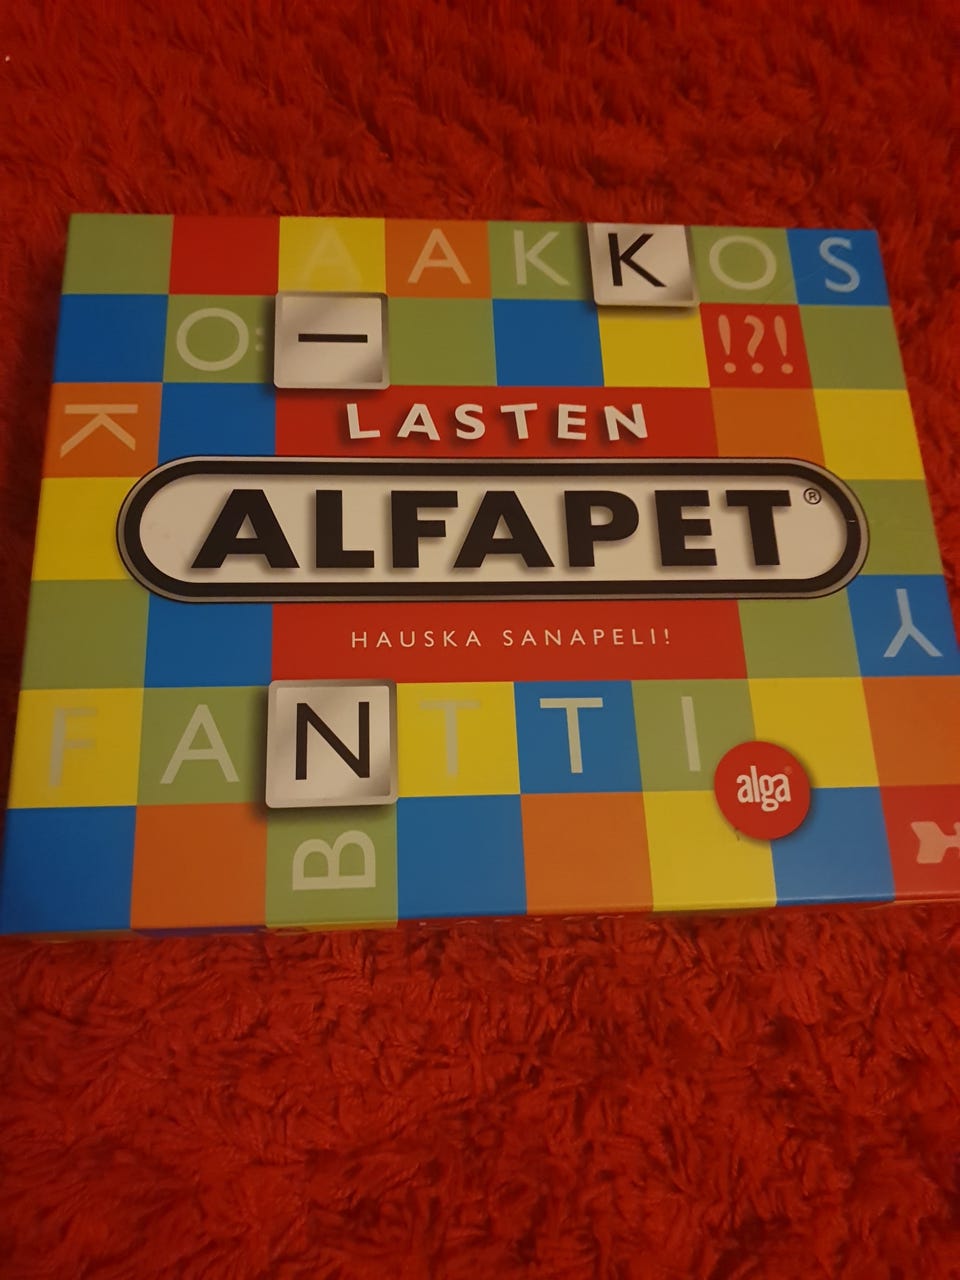 AAKKOS
Ö I !?!
K
LASTEN
ALFAPET®
HAUSKA SANAPELI!
Y
FANTTI
alga
B